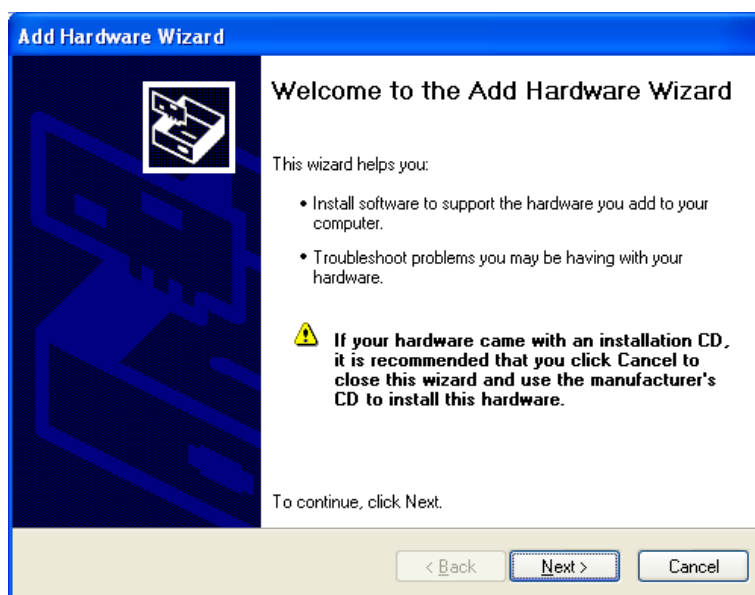 Add Hardware Wizard
Welcome to the Add Hardware Wizard
This wizard helps you:
• Install software to support the hardware you add to your
computer.
• Troubleshoot problems you may be having with your
hardware.
If your hardware came with an installation CD,
it is recommended that you click Cancel to
close this wizard and use the manufacturer's
CD to install this hardware.
To continue, click Next.
< Back Next > Cancel